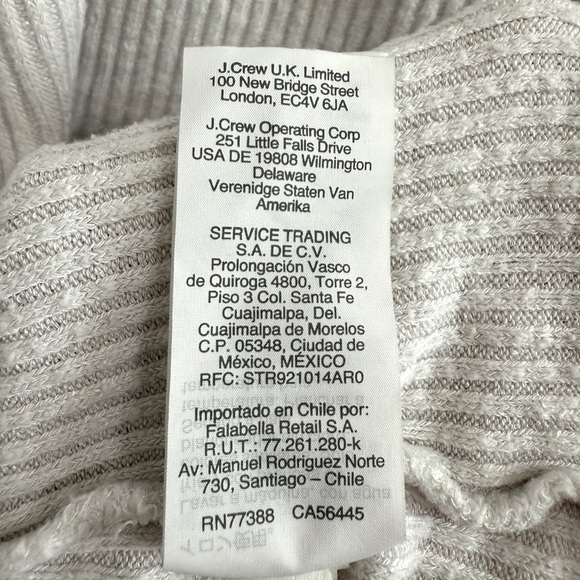 J.Crew U.K. Limited
100 New Bridge Street
London, EC4V 6JA
J.Crew Operating Corp
251 Little Falls Drive
USA DE 19808 Wilmington
Delaware
Verenidge Staten Van
Amerika
SERVICE TRADING
S.A. DE C.V.
Prolongación Vasco
de Quiroga 4800, Torre 2,
Piso 3 Col. Santa Fe
Cuajimalpa, Del.
Cuajimalpa de Morelos
C.P. 05348, Ciudad de
México, MÉXICO
RFC: STR921014AR0
Importado en Chile por:
Falabella Retail S.A.
R.U.T.: 77.261.280-k
Av: Manuel Rodriguez Norte
730, Santiago – Chile
RN77388 CA56445